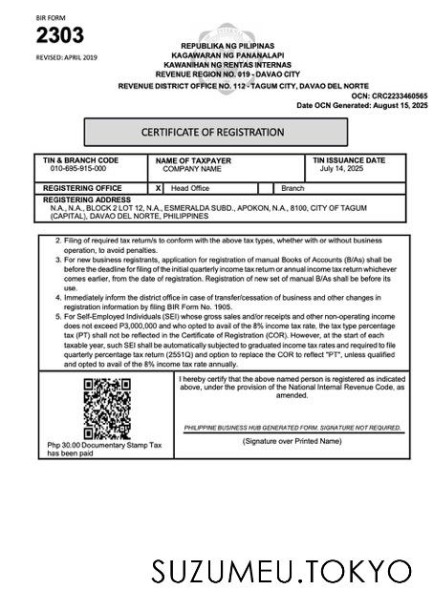 BIR FORM
2303
REVISED: APRIL 2019
REPUBLIKA NG PILIPINAS
KAGAWARAN NG PANANALAPI
KAWANIHAN NG RENTAS INTERNAS
REVENUE REGION NO. 019 - DAVAO CITY
REVENUE DISTRICT OFFICE NO. 112 - TAGUM CITY, DAVAO DEL NORTE
OCN: CRC2233460565
Date OCN Generated: August 15, 2025
CERTIFICATE OF REGISTRATION
TIN & BRANCH CODE NAME OF TAXPAYER TIN ISSUANCE DATE
010-695-915-000 COMPANY NAME July 14, 2025
REGISTERING OFFICE X Head Office Branch
REGISTERING ADDRESS
N.A., N.A., BLOCK 2 LOT 12, N.A., ESMERALDA SUBD., APOKON, N.A., 8100, CITY OF TAGUM
(CAPITAL), DAVAO DEL NORTE, PHILIPPINES
2. Filing of required tax return/s to conform with the above tax types, whether with or without business
operation, to avoid penalties.
3. For new business registrants, application for registration of manual Books of Accounts (B/As) shall be
before the deadline for filing of the initial quarterly income tax return or annual income tax return whichever
comes earlier, from the date of registration. Registration of new set of manual B/As shall be before its
use.
4. Immediately inform the district office in case of transfer/cessation of business and other changes in
registration information by filing BIR Form No. 1905.
5. For Self-Employed Individuals (SEI) whose gross sales and/or receipts and other non-operating income
does not exceed P3,000,000 and who opted to avail of the 8% income tax rate, the tax type percentage
tax (PT) shall not be reflected in the Certificate of Registration (COR). However, at the start of each
taxable year, such SEI shall be automatically subjected to graduated income tax rates and required to file
quarterly percentage tax return (2551Q) and option to replace the COR to reflect "PT", unless qualified
and opted to avail of the 8% income tax rate annually.
I hereby certify that the above named person is registered as indicated
above, under the provision of the National Internal Revenue Code, as
amended.
PHILIPPINE BUSINESS HUB GENERATED FORM. SIGNATURE NOT REQUIRED.
(Signature over Printed Name)
Php 30.00 Documentary Stamp Tax
has been paid
SUZUMEU.TOKYO